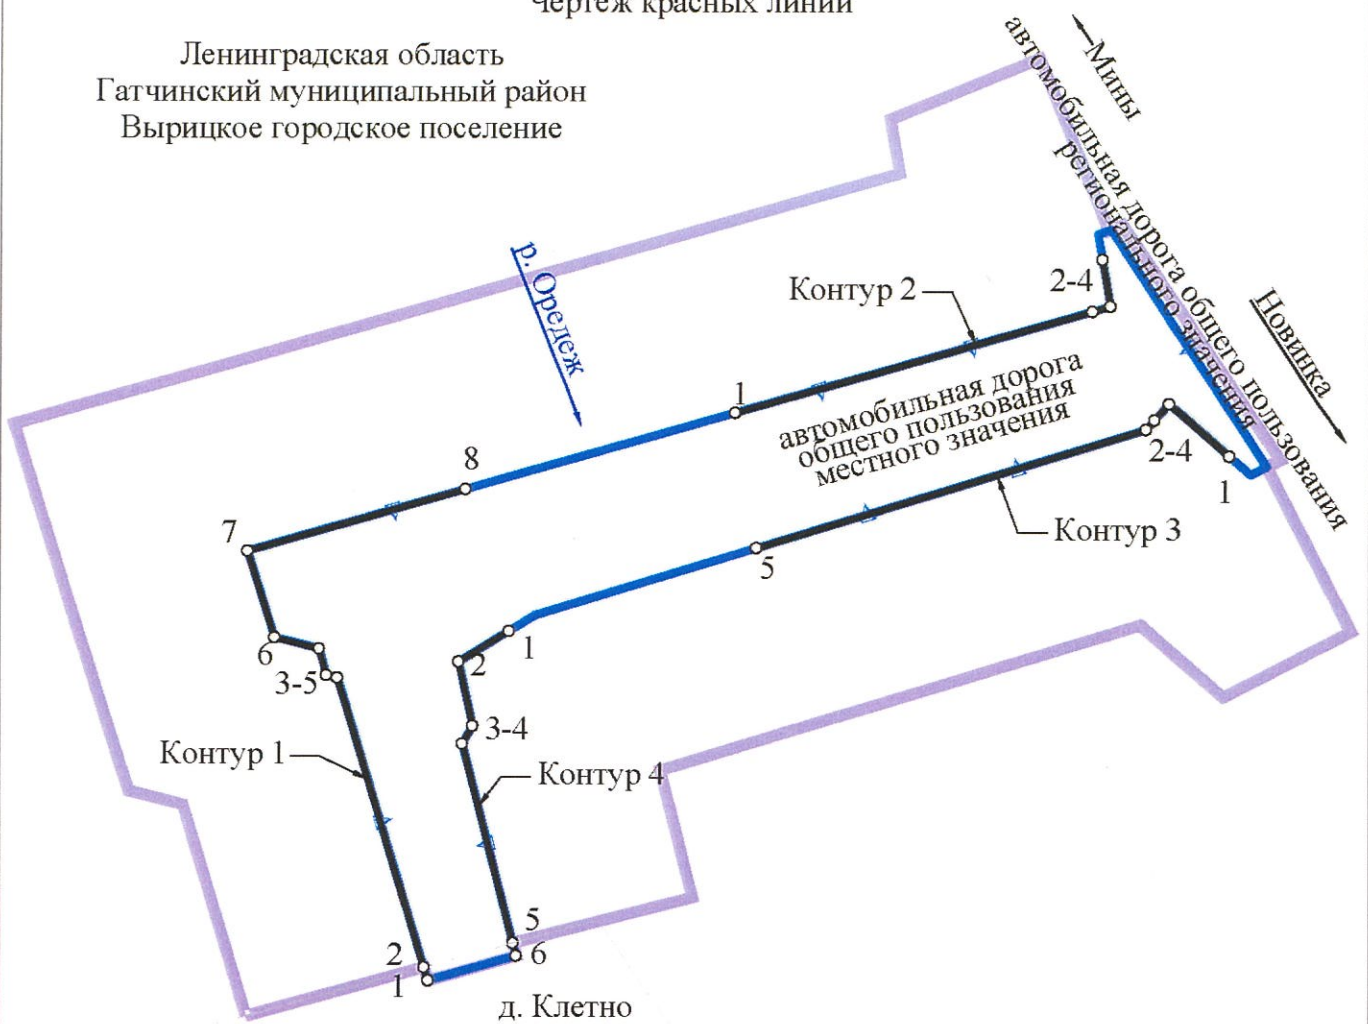 Чертеж красных линий
Ленинградская область
Гатчинский муниципальный район
Вырицкое городское поселение
Мины
автомобильная дорога общего пользования
регионального значения
Новинка
р. Оредеж
Контур 2
2-4
1
автомобильная дорога
общего пользования
местного значения
8
2-4
1
7
Контур 3
5
1
6
2
3-5
3-4
Контур 1
Контур 4
5
2
6
1
д. Клетно